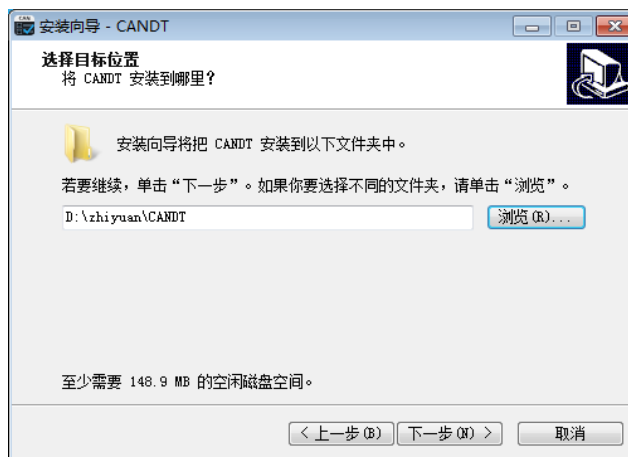 安装向导 - CANDT
选择目标位置
将 CANDT 安装到哪里？
安装向导将把 CANDT 安装到以下文件夹中。
若要继续，单击“下一步”。如果你要选择不同的文件夹，请单击“浏览”。
D:\zhiyuan\CANDT
浏览(R)...
至少需要 148.9 MB 的空闲磁盘空间。
< 上一步(B) 下一步(N) > 取消